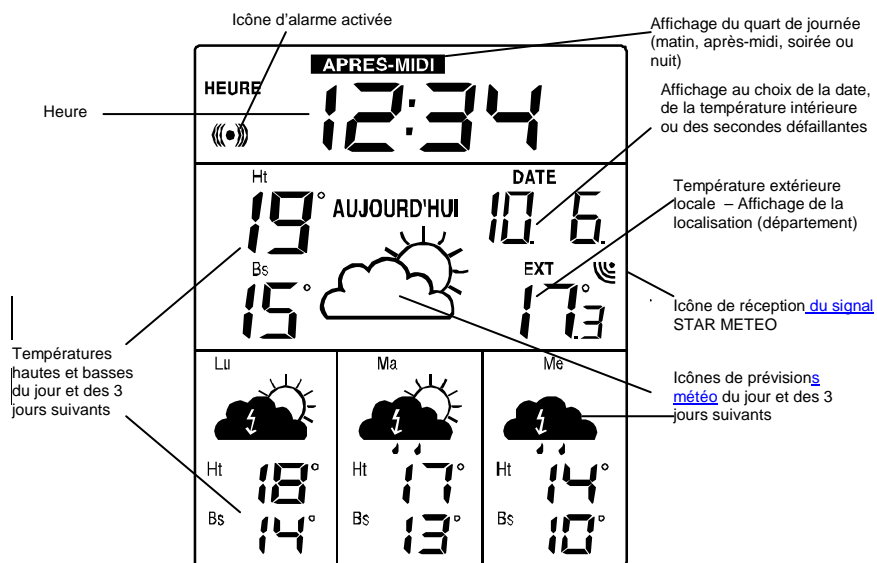 Icône d'alarme activée
Affichage du quart de journée
(matin, après-midi, soirée ou
nuit)
APRES-MIDI
HEURE
12:34
Heure
Affichage au choix de la date,
de la température intérieure
ou des secondes défaillantes
Ht
19°
AUJOURD'HUI
DATE
10. 6.
Température extérieure
locale – Affichage de la
localisation (département)
Bs
15°
EXT
17.3°
Icône de réception du signal
STAR METEO
Températures
hautes et basses
du jour et des 3
jours suivants
Icônes de prévisions
météo du jour et des 3
jours suivants
Lu
Ma
Me
Ht 18°
Ht 17°
Ht 14°
Bs 14°
Bs 13°
Bs 10°